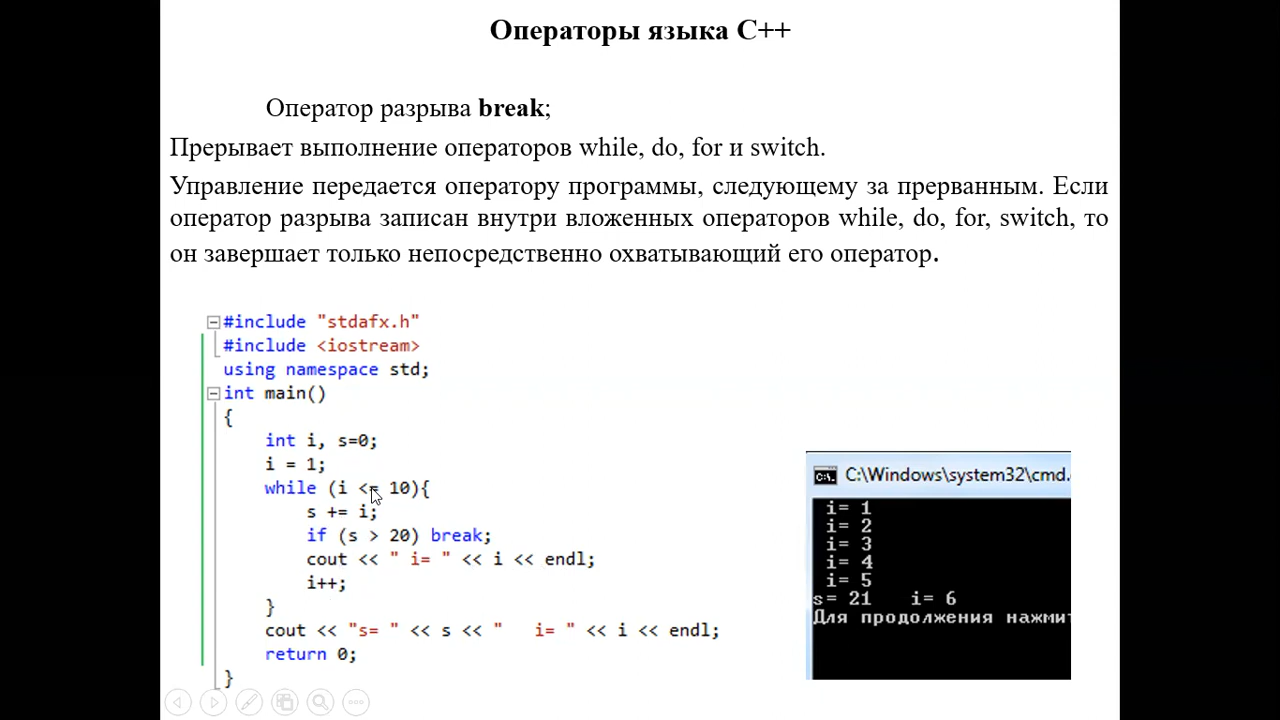 Операторы языка C++
Оператор разрыва break;
Прерывает выполнение операторов while, do, for и switch.
Управление передается оператору программы, следующему за прерванным. Если
оператор разрыва записан внутри вложенных операторов while, do, for, switch, то
он завершает только непосредственно охватывающий его оператор.
#include "stdafx.h"
#include <iostream>
using namespace std;
int main()
{
int i, s=0;
i = 1;
while (i <= 10){
s += i;
if (s > 20) break;
cout << " i= " << i << endl;
i++;
}
cout << "s= " << s << "   i= " << i << endl;
return 0;
}
C:\Windows\system32\cmd.
i= 1
i= 2
i= 3
i= 4
i= 5
s= 21   i= 6
Для продолжения нажмит